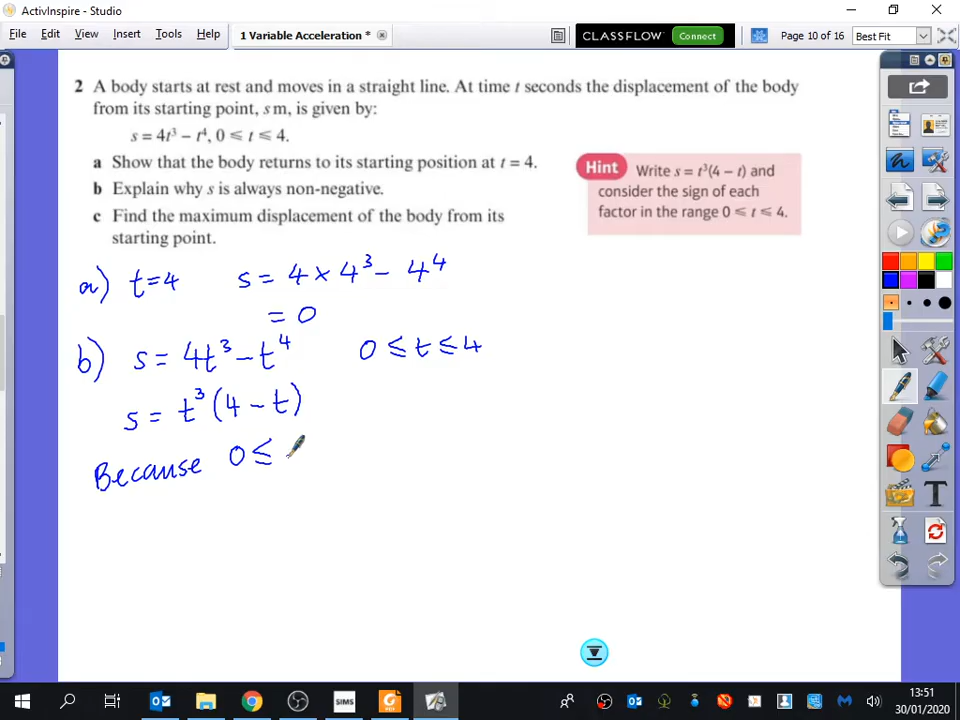 ActivInspire - Studio
File Edit View Insert Tools Help 1 Variable Acceleration * CLASSFLOW Connect Page 10 of 16 Best Fit
2 A body starts at rest and moves in a straight line. At time t seconds the displacement of the body
from its starting point, s m, is given by:
s = 4t³ − t⁴, 0 ⩽ t ⩽ 4.
a Show that the body returns to its starting position at t = 4.
b Explain why s is always non-negative.
c Find the maximum displacement of the body from its
starting point.
Hint Write s = t³(4 − t) and
consider the sign of each
factor in the range 0 ⩽ t ⩽ 4.
a) t=4 s = 4 × 4³ − 4⁴
= 0
b) s = 4t³ − t⁴ 0 ≤ t ≤ 4
s = t³ (4 − t)
Because 0 ≤
SIMS
13:51
30/01/2020